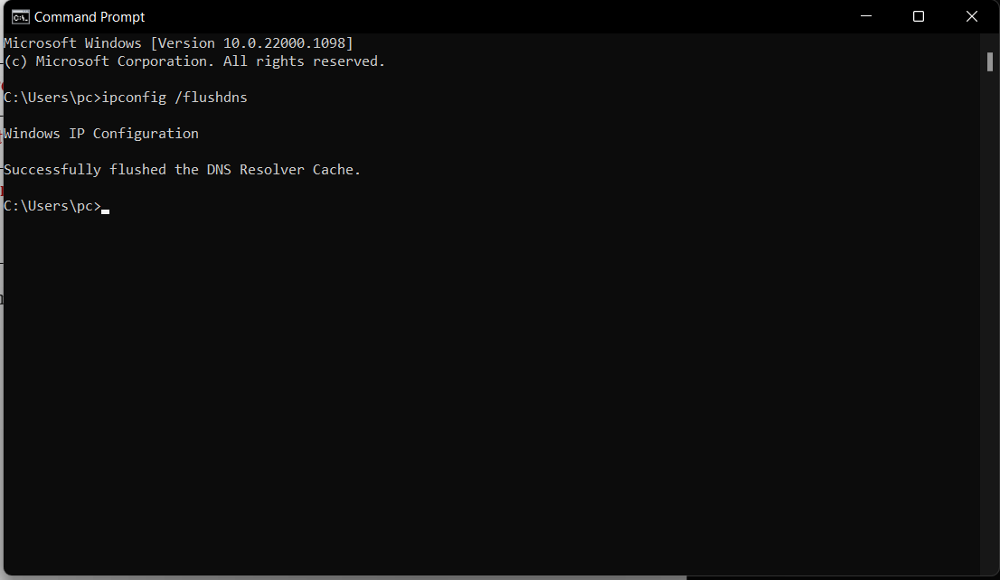 Command Prompt
Microsoft Windows [Version 10.0.22000.1098]
(c) Microsoft Corporation. All rights reserved.
C:\Users\pc>ipconfig /flushdns
Windows IP Configuration
Successfully flushed the DNS Resolver Cache.
C:\Users\pc>